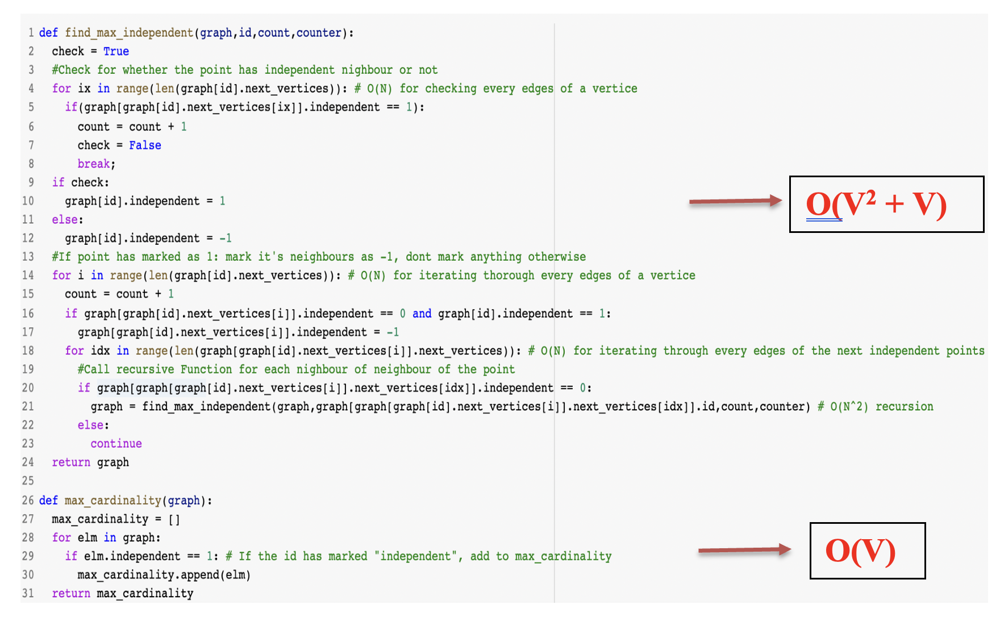 1 def find_max_independent(graph,id,count,counter):
2   check = True
3   #Check for whether the point has independent nighbour or not
4   for ix in range(len(graph[id].next_vertices)): # O(N) for checking every edges of a vertice
5     if(graph[graph[id].next_vertices[ix]].independent == 1):
6       count = count + 1
7       check = False
8       break;
9   if check:
10     graph[id].independent = 1
11   else:
12     graph[id].independent = -1
13   #If point has marked as 1: mark it's neighbours as -1, dont mark anything otherwise
14   for i in range(len(graph[id].next_vertices)): # O(N) for iterating thorough every edges of a vertice
15     count = count + 1
16     if graph[graph[id].next_vertices[i]].independent == 0 and graph[id].independent == 1:
17       graph[graph[id].next_vertices[i]].independent = -1
18     for idx in range(len(graph[graph[id].next_vertices[i]].next_vertices)): # O(N) for iterating through every edges of the next independent points
19       #Call recursive Function for each nighbour of neighbour of the point
20       if graph[graph[graph[id].next_vertices[i]].next_vertices[idx]].independent == 0:
21         graph = find_max_independent(graph,graph[graph[graph[id].next_vertices[i]].next_vertices[idx]].id,count,counter) # O(N^2) recursion
22       else:
23         continue
24   return graph
25
26 def max_cardinality(graph):
27   max_cardinality = []
28   for elm in graph:
29     if elm.independent == 1: # If the id has marked "independent", add to max_cardinality
30       max_cardinality.append(elm)
31   return max_cardinality
O(V² + V)
O(V)